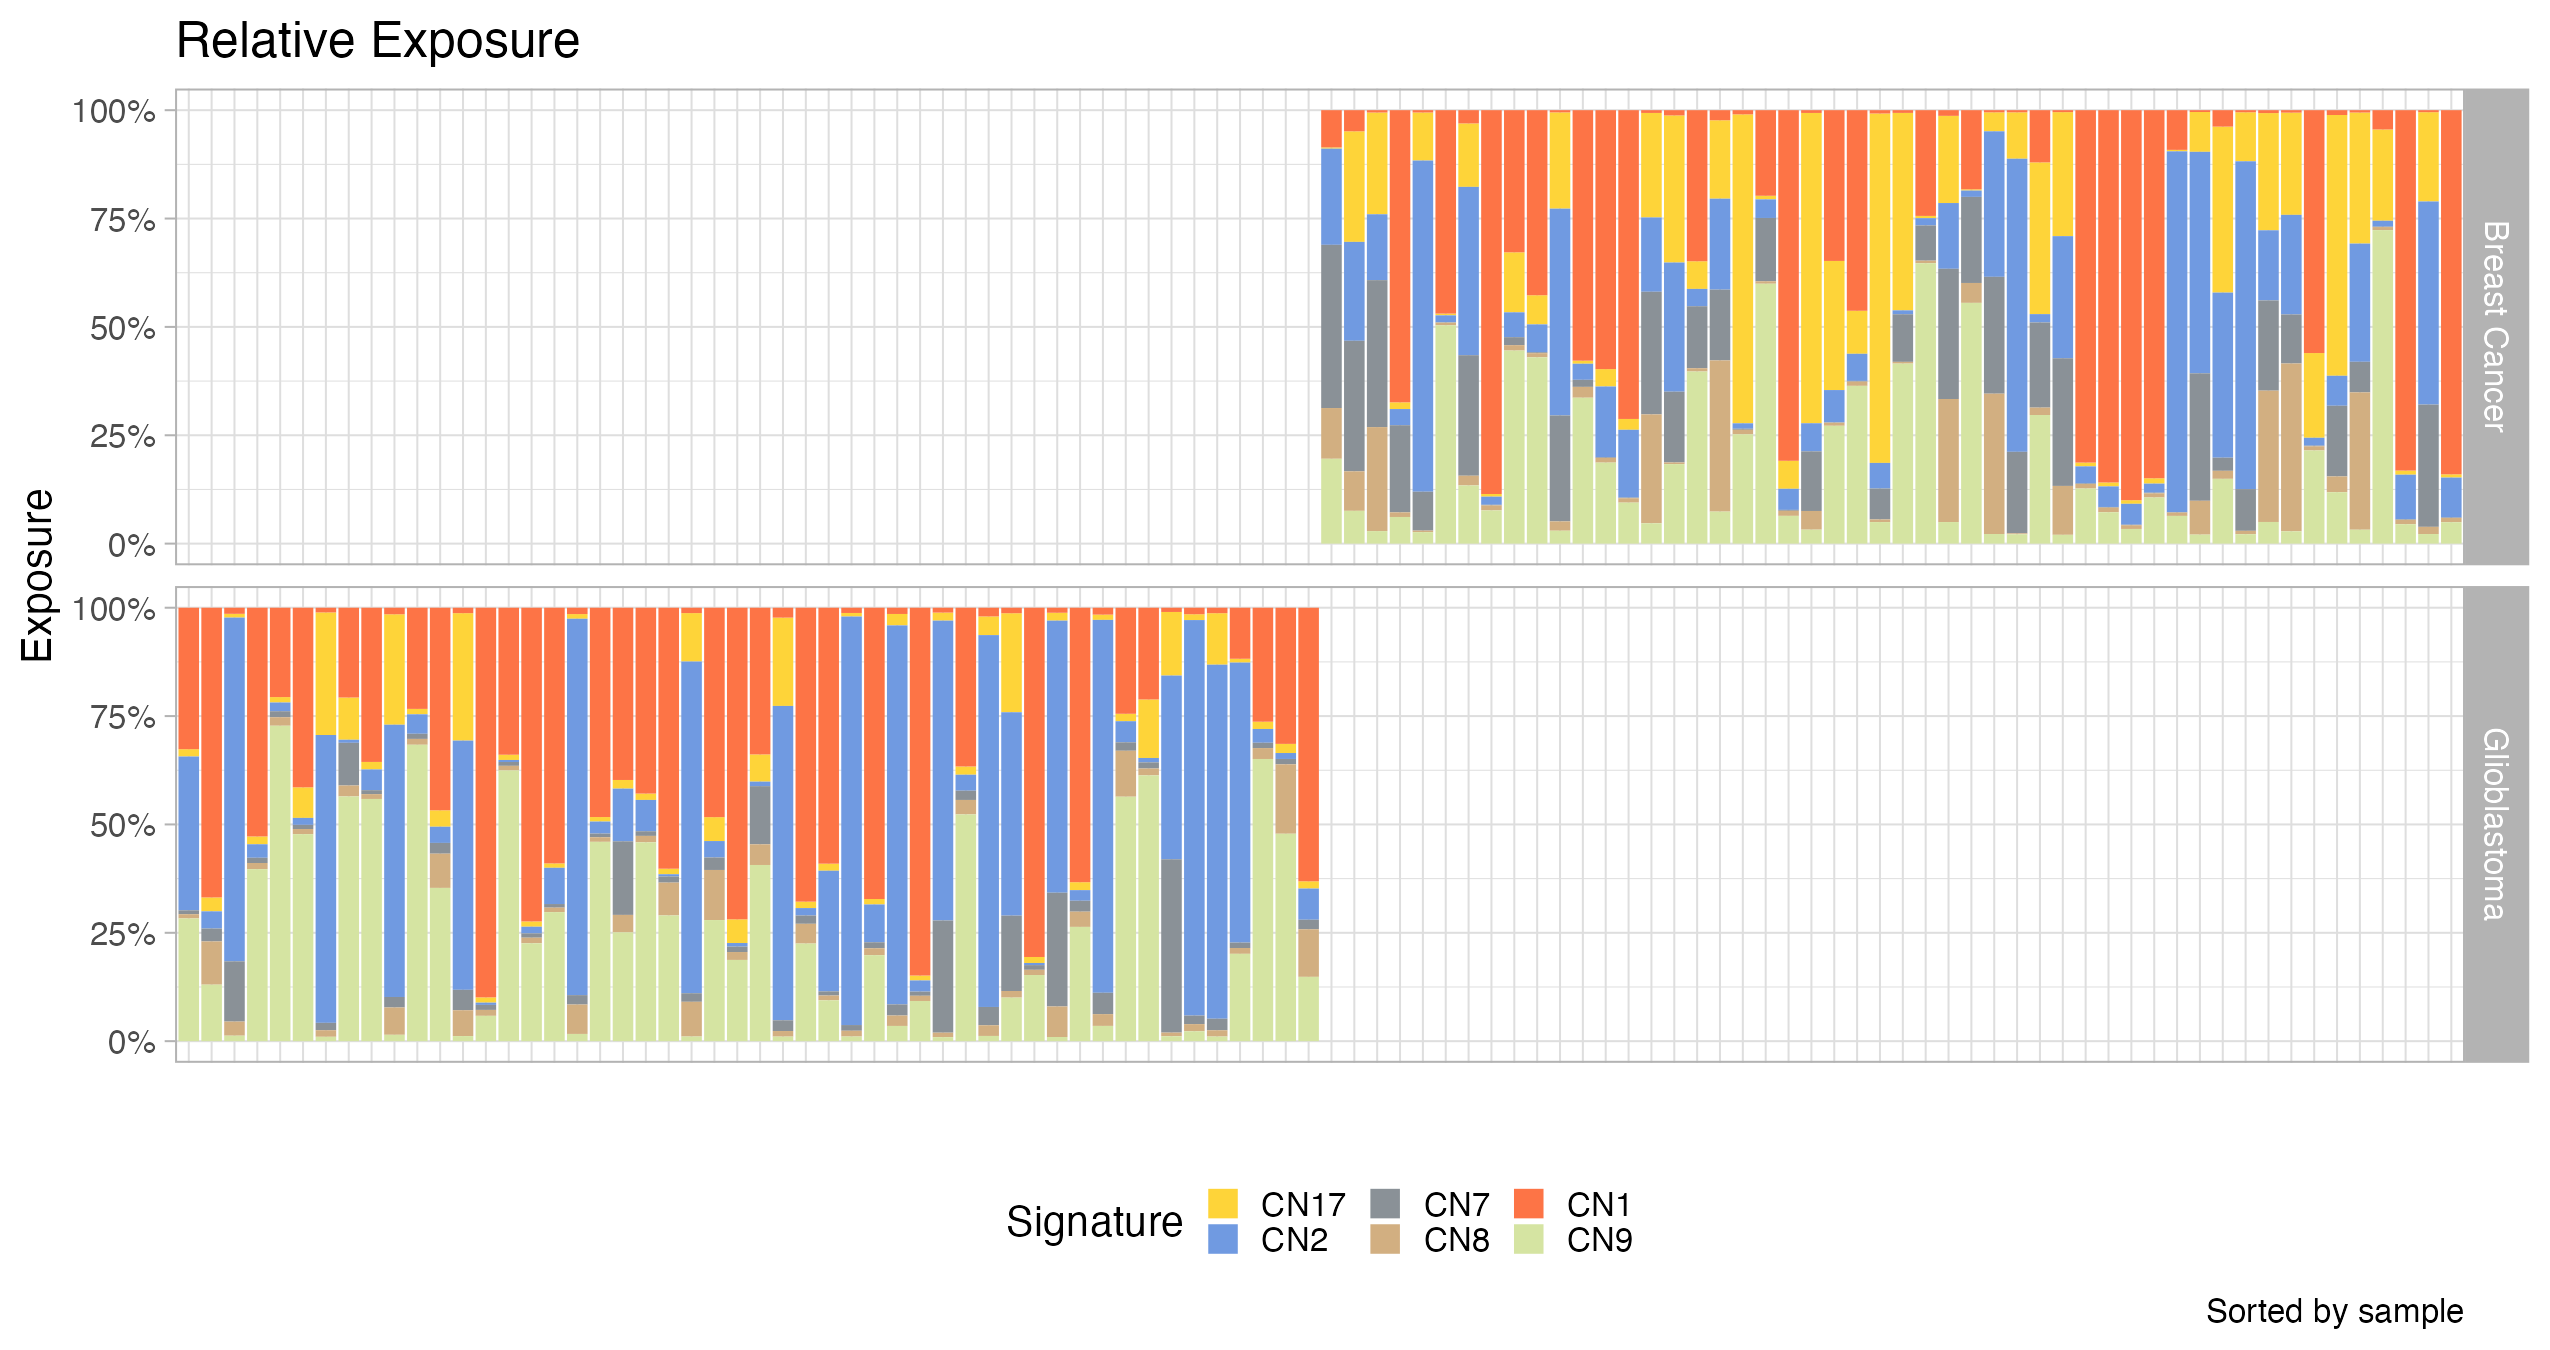 Relative Exposure
Exposure
100%
75%
50%
25%
0%
Breast Cancer
100%
75%
50%
25%
0%
Glioblastoma
Signature
CN17 CN7 CN1
CN2 CN8 CN9
Sorted by sample